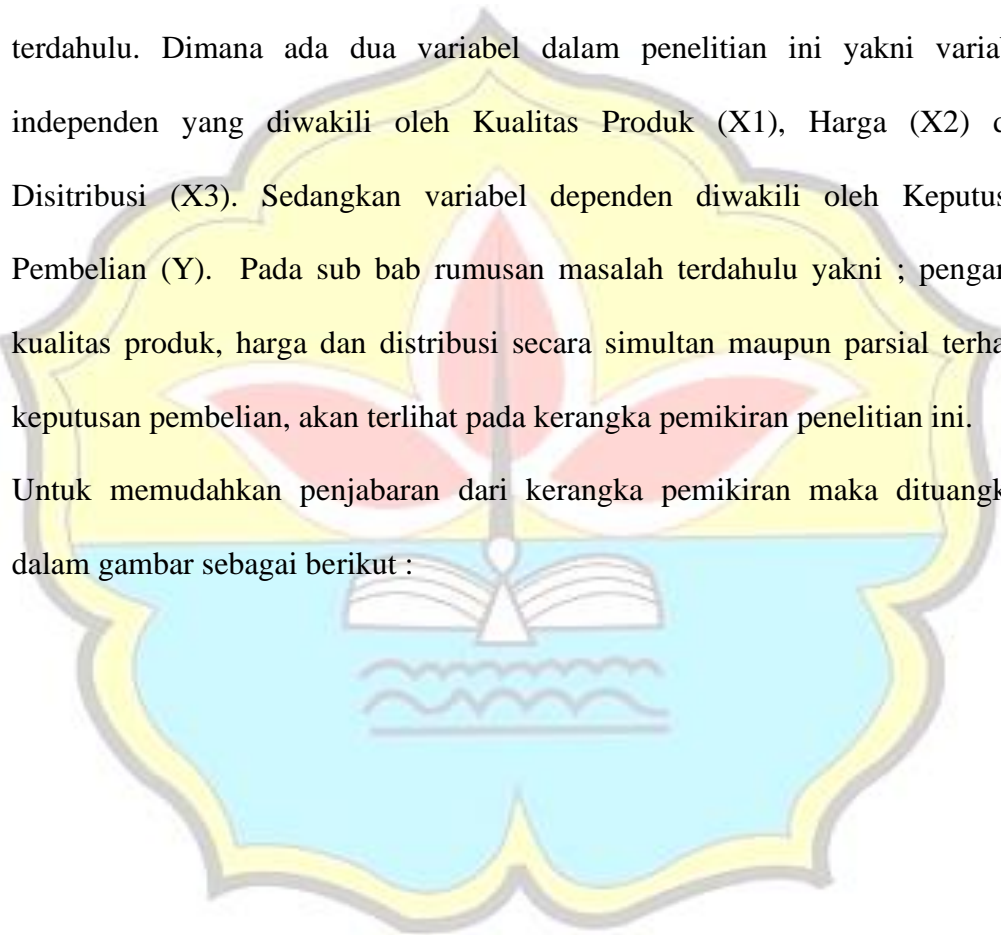 terdahulu. Dimana ada dua variabel dalam penelitian ini yakni variab
independen yang diwakili oleh Kualitas Produk (X1), Harga (X2) d
Disitribusi (X3). Sedangkan variabel dependen diwakili oleh Keputus
Pembelian (Y). Pada sub bab rumusan masalah terdahulu yakni ; pengar
kualitas produk, harga dan distribusi secara simultan maupun parsial terha
keputusan pembelian, akan terlihat pada kerangka pemikiran penelitian ini.
Untuk memudahkan penjabaran dari kerangka pemikiran maka dituangk
dalam gambar sebagai berikut :